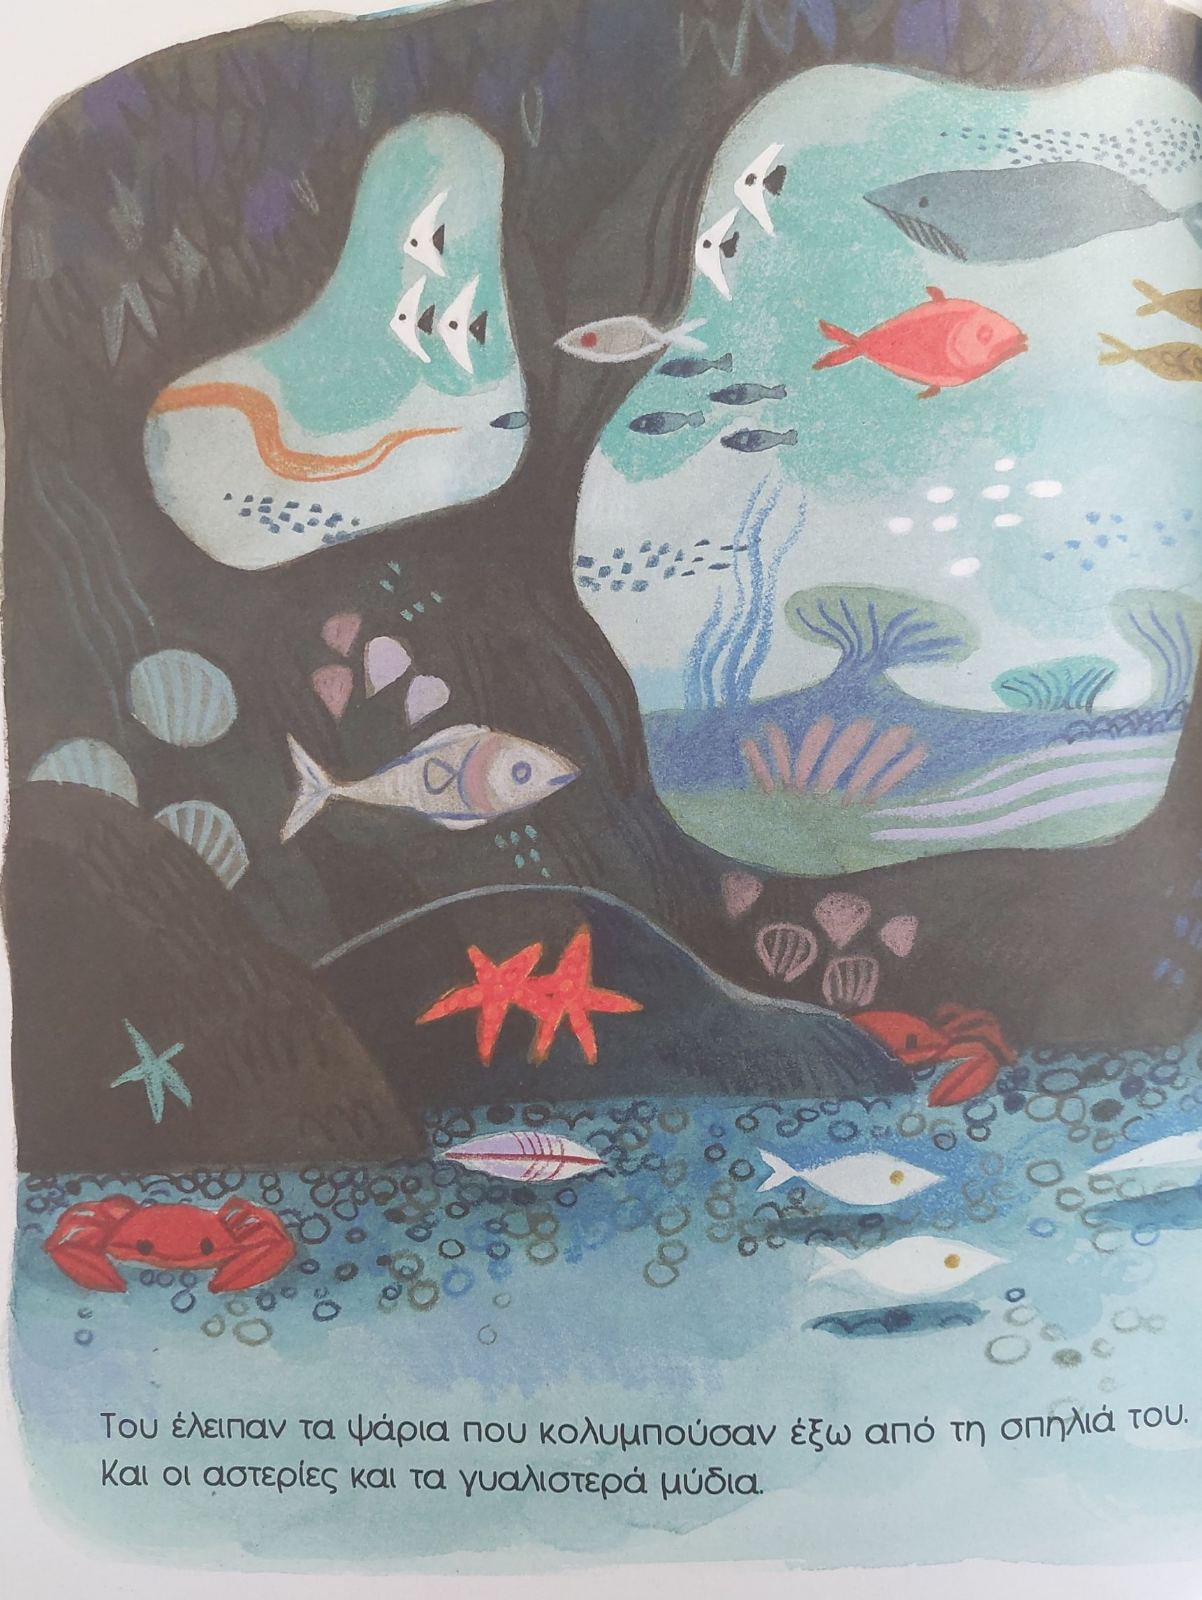 Του έλειπαν τα ψάρια που κολυμπούσαν έξω από τη σπηλιά του.
Και οι αστερίες και τα γυαλιστερά μύδια.